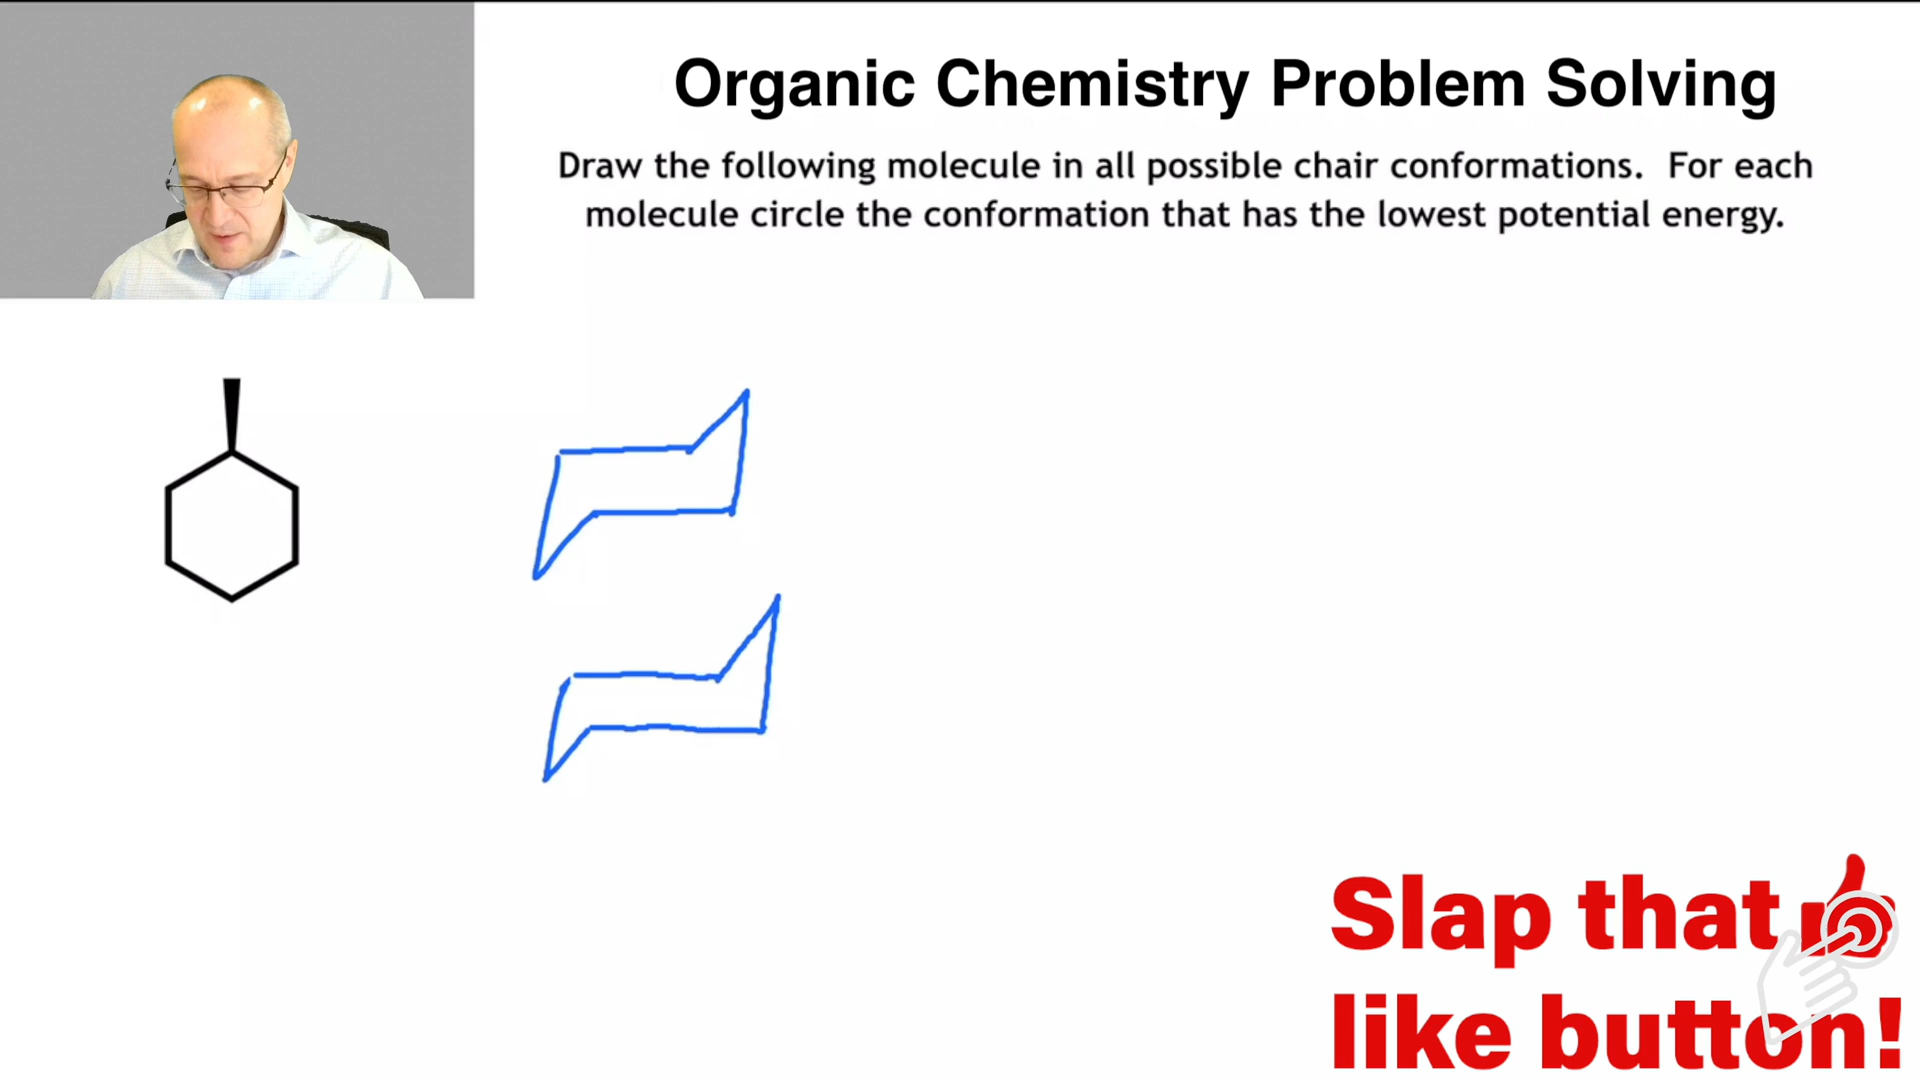 Organic Chemistry Problem Solving
Draw the following molecule in all possible chair conformations. For each
molecule circle the conformation that has the lowest potential energy.
Slap that
like button!